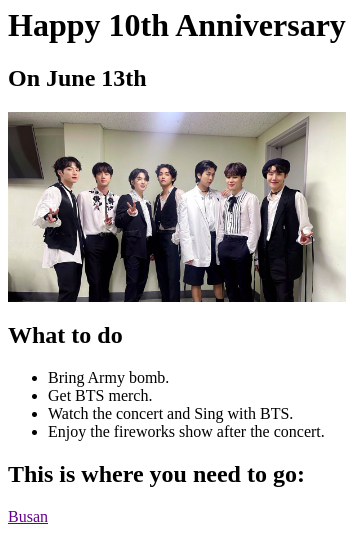 Happy 10th Anniversary
On June 13th
What to do
Bring Army bomb.
Get BTS merch.
Watch the concert and Sing with BTS.
Enjoy the fireworks show after the concert.
This is where you need to go:
Busan